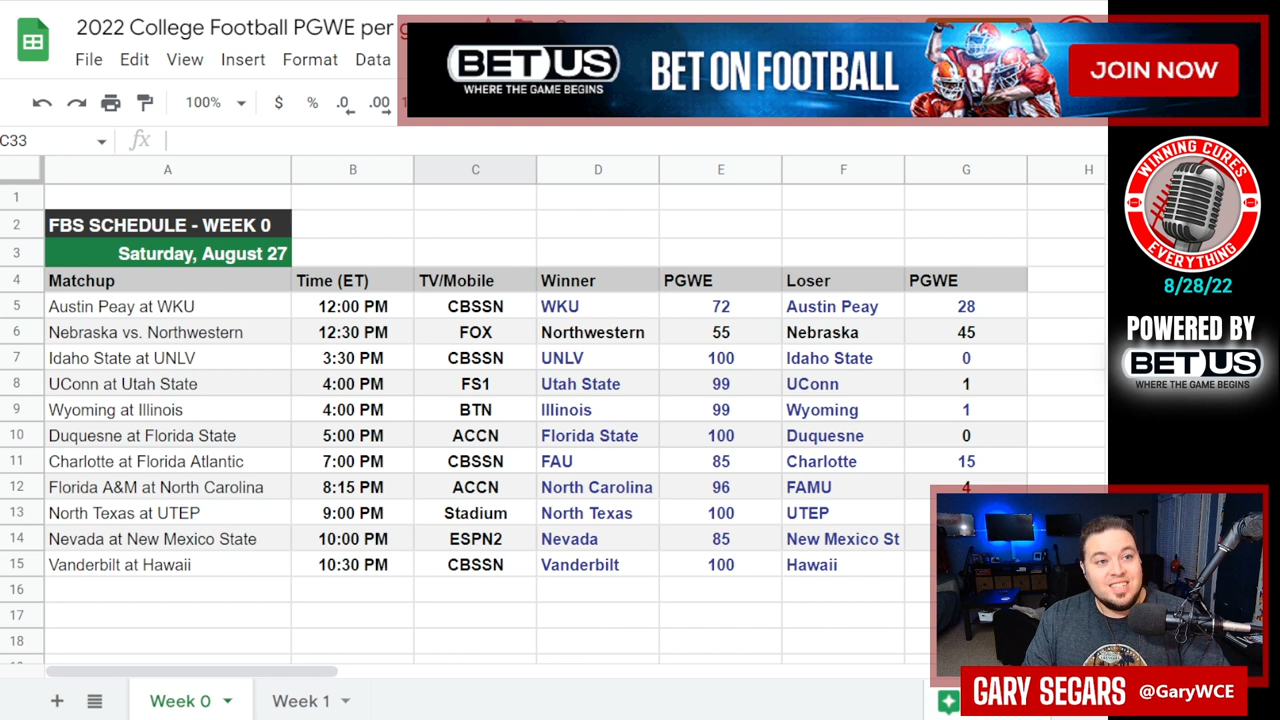 2022 College Football PGWE per g
File Edit View Insert Format Data
BET US
WHERE THE GAME BEGINS
BET ON FOOTBALL
JOIN NOW
100% $ % .0 .00
C33 fx
A B C D E F G H
1
2 FBS SCHEDULE - WEEK 0
3 Saturday, August 27
4 Matchup Time (ET) TV/Mobile Winner PGWE Loser PGWE
5 Austin Peay at WKU 12:00 PM CBSSN WKU 72 Austin Peay 28
6 Nebraska vs. Northwestern 12:30 PM FOX Northwestern 55 Nebraska 45
7 Idaho State at UNLV 3:30 PM CBSSN UNLV 100 Idaho State 0
8 UConn at Utah State 4:00 PM FS1 Utah State 99 UConn 1
9 Wyoming at Illinois 4:00 PM BTN Illinois 99 Wyoming 1
10 Duquesne at Florida State 5:00 PM ACCN Florida State 100 Duquesne 0
11 Charlotte at Florida Atlantic 7:00 PM CBSSN FAU 85 Charlotte 15
12 Florida A&M at North Carolina 8:15 PM ACCN North Carolina 96 FAMU 4
13 North Texas at UTEP 9:00 PM Stadium North Texas 100 UTEP
14 Nevada at New Mexico State 10:00 PM ESPN2 Nevada 85 New Mexico St
15 Vanderbilt at Hawaii 10:30 PM CBSSN Vanderbilt 100 Hawaii
16
17
18
Week 0 Week 1
WINNING CURES
EVERYTHING
8/28/22
POWERED BY
BET US
WHERE THE GAME BEGINS
GARY SEGARS @GaryWCE